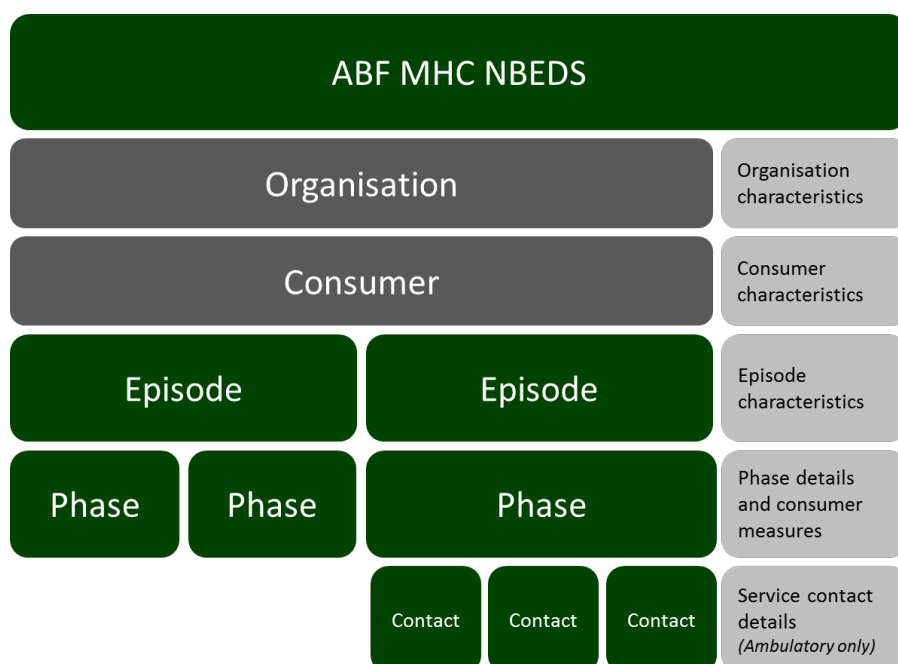 ABF MHC NBEDS
Organisation
Organisation
characteristics
Consumer
Consumer
characteristics
Episode
Episode
Episode
characteristics
Phase
Phase
Phase
Phase details
and consumer
measures
Contact
Contact
Contact
Service contact
details
(Ambulatory only)